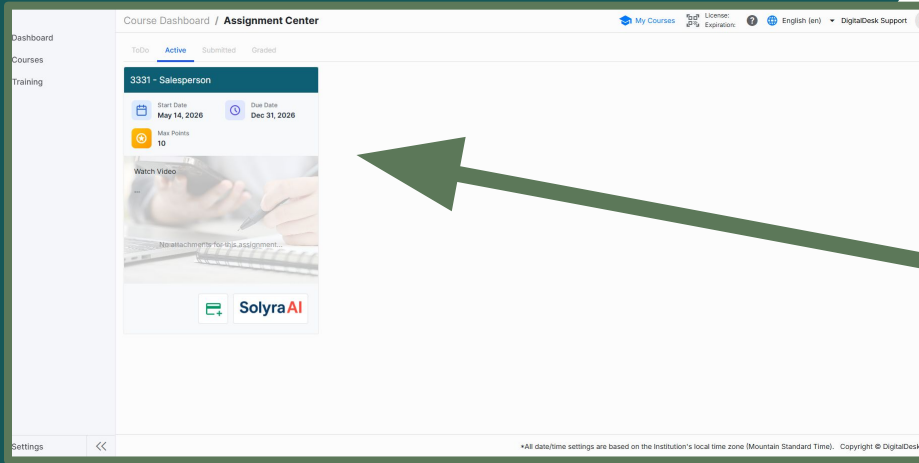 Course Dashboard / Assignment Center
My Courses
License:
Expiration:
English (en)
DigitalDesk Support
Dashboard
Courses
Training
ToDo Active Submitted Graded
3331 - Salesperson
Start Date
May 14, 2026
Due Date
Dec 31, 2026
Max Points
10
Watch Video
...
No attachments for this assignment...
SolyraAI
Settings
*All date/time settings are based on the Institution's local time zone (Mountain Standard Time). Copyright © DigitalDesk